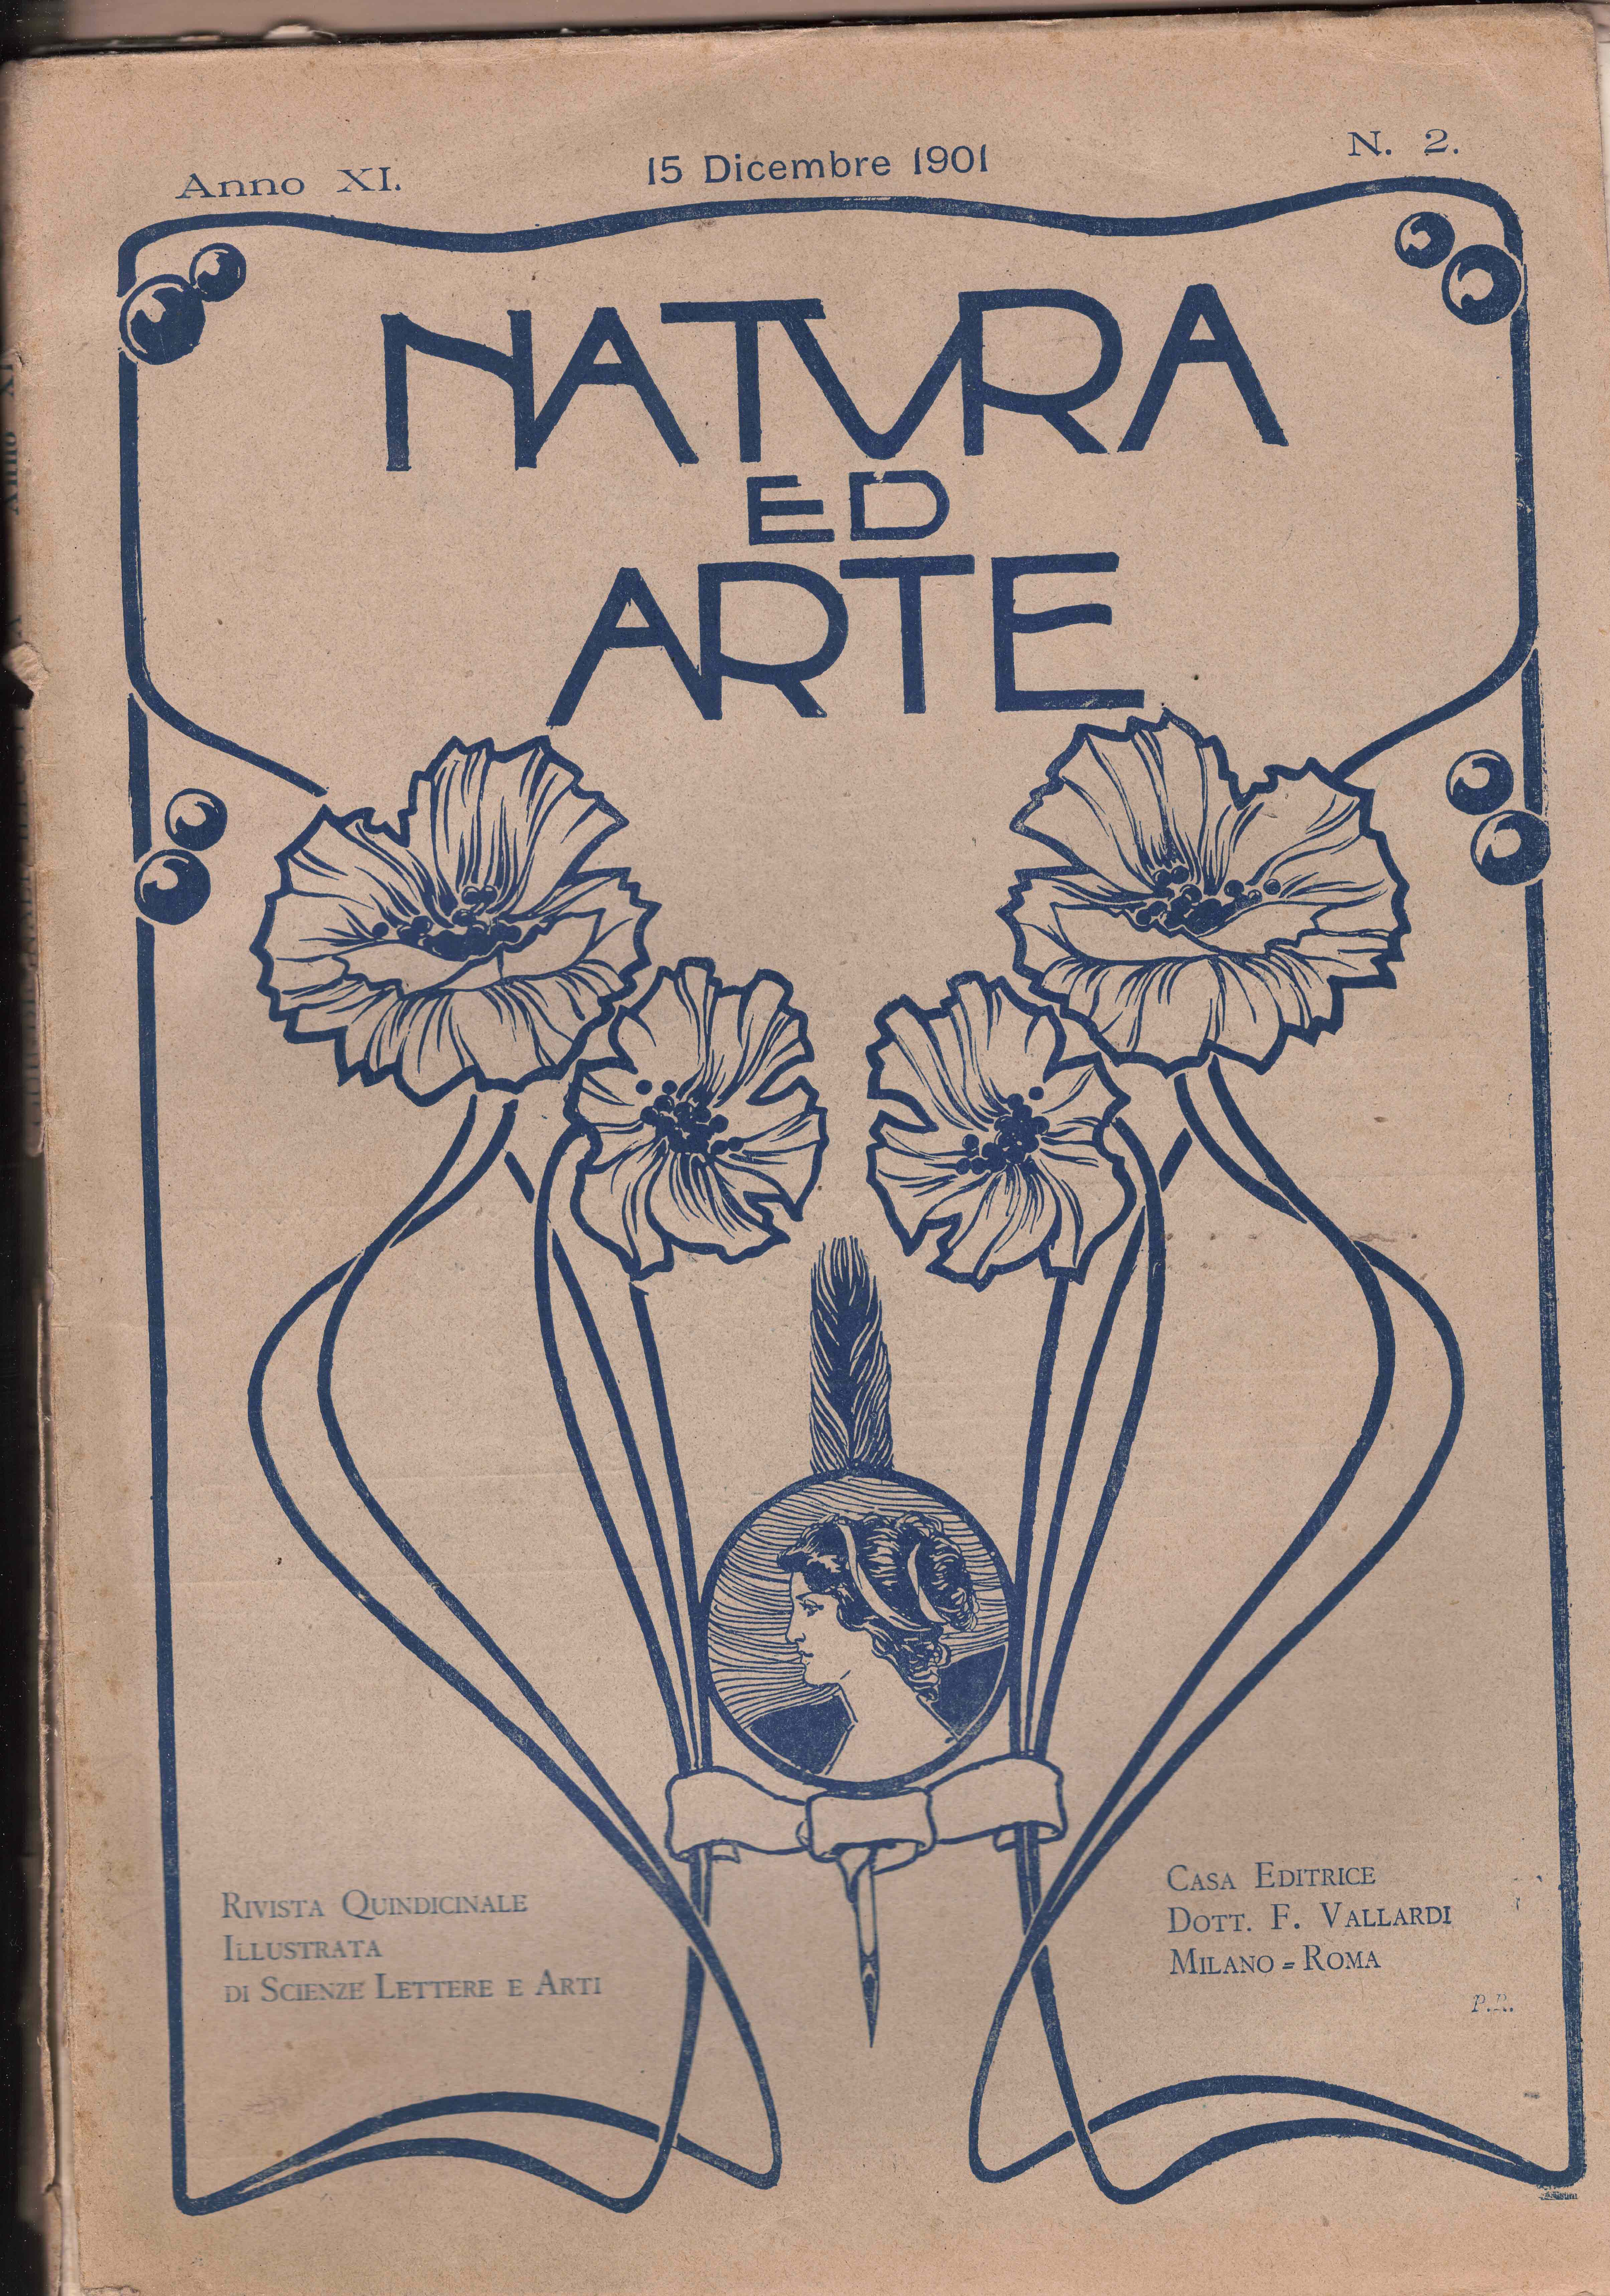 Anno XI.
15 Dicembre 1901
N. 2.
NATVRA
ED
ARTE
RIVISTA QUINDICINALE
ILLUSTRATA
DI SCIENZE LETTERE E ARTI
CASA EDITRICE
DOTT. F. VALLARDI
MILANO = ROMA
P.R.